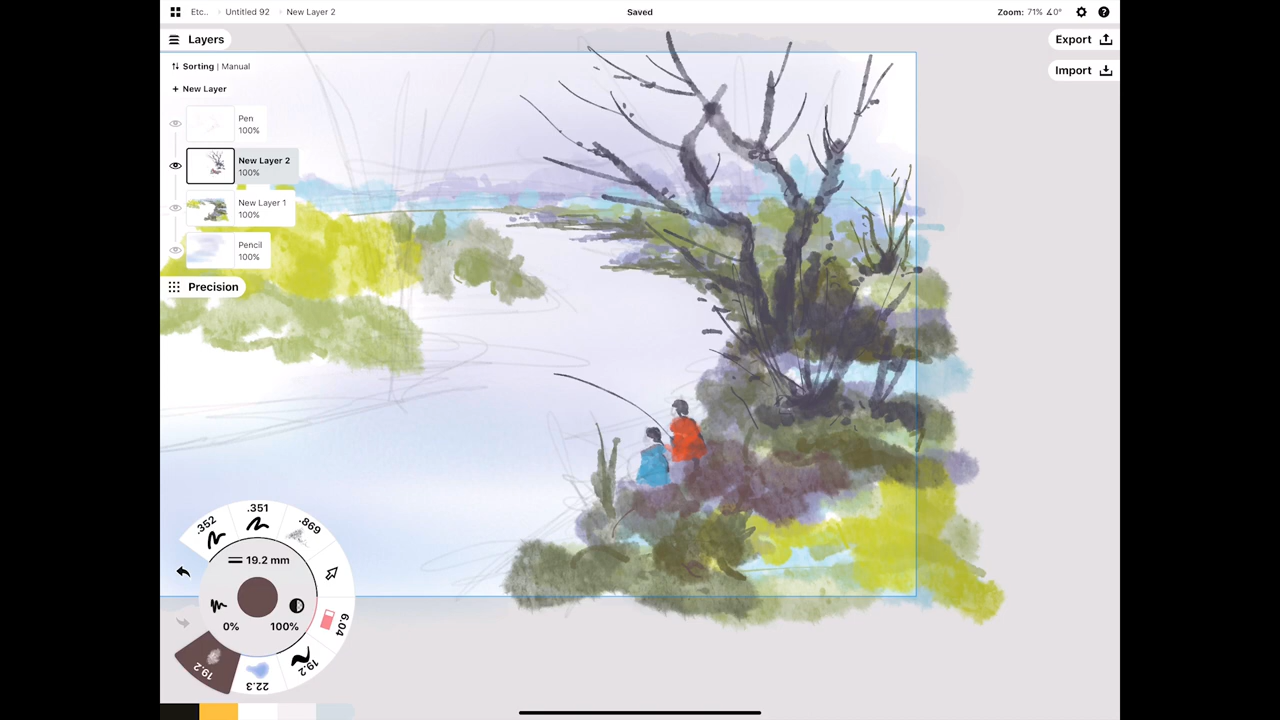 Etc.. › Untitled 92 › New Layer 2
Saved
Zoom: 71% ∡0°
Layers
Export
Sorting | Manual
Import
+ New Layer
Pen
100%
New Layer 2
100%
New Layer 1
100%
Pencil
100%
Precision
.352
.351
.869
19.2 mm
6.04
0%
100%
19.2
22.3
19.2